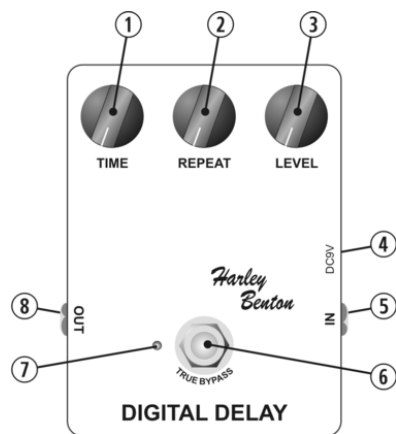 1 2 3
TIME REPEAT LEVEL
4
DC9V
Harley
Benton
8 OUT IN 5
7 6
TRUE BYPASS
DIGITAL DELAY